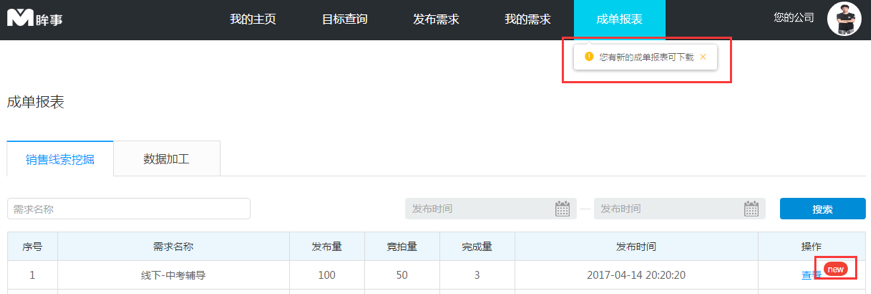 眸事 我的主页 目标查询 发布需求 我的需求 成单报表 您的公司
您有新的成单报表可下载
成单报表
销售线索挖掘 数据加工
需求名称 发布时间 — 发布时间 搜索
序号 需求名称 发布量 竞拍量 完成量 发布时间 操作
1 线下-中考辅导 100 50 3 2017-04-14 20:20:20 查看 new